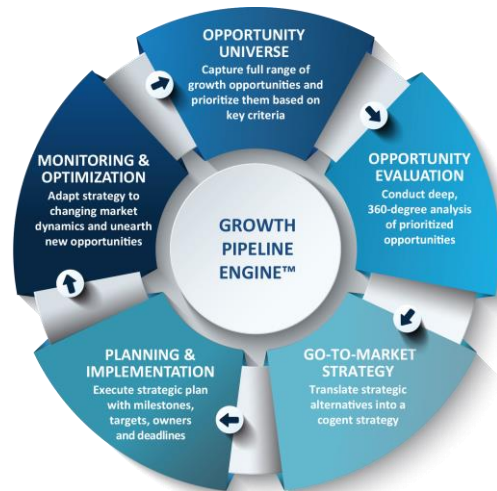 OPPORTUNITY
UNIVERSE
Capture full range of
growth opportunities and
prioritize them based on
key criteria
OPPORTUNITY
EVALUATION
Conduct deep,
360-degree analysis
of prioritized
opportunities
GO-TO-MARKET
STRATEGY
Translate strategic
alternatives into a
cogent strategy
PLANNING &
IMPLEMENTATION
Execute strategic plan
with milestones,
targets, owners
and deadlines
MONITORING &
OPTIMIZATION
Adapt strategy to
changing market
dynamics and unearth
new opportunities
GROWTH
PIPELINE
ENGINE™